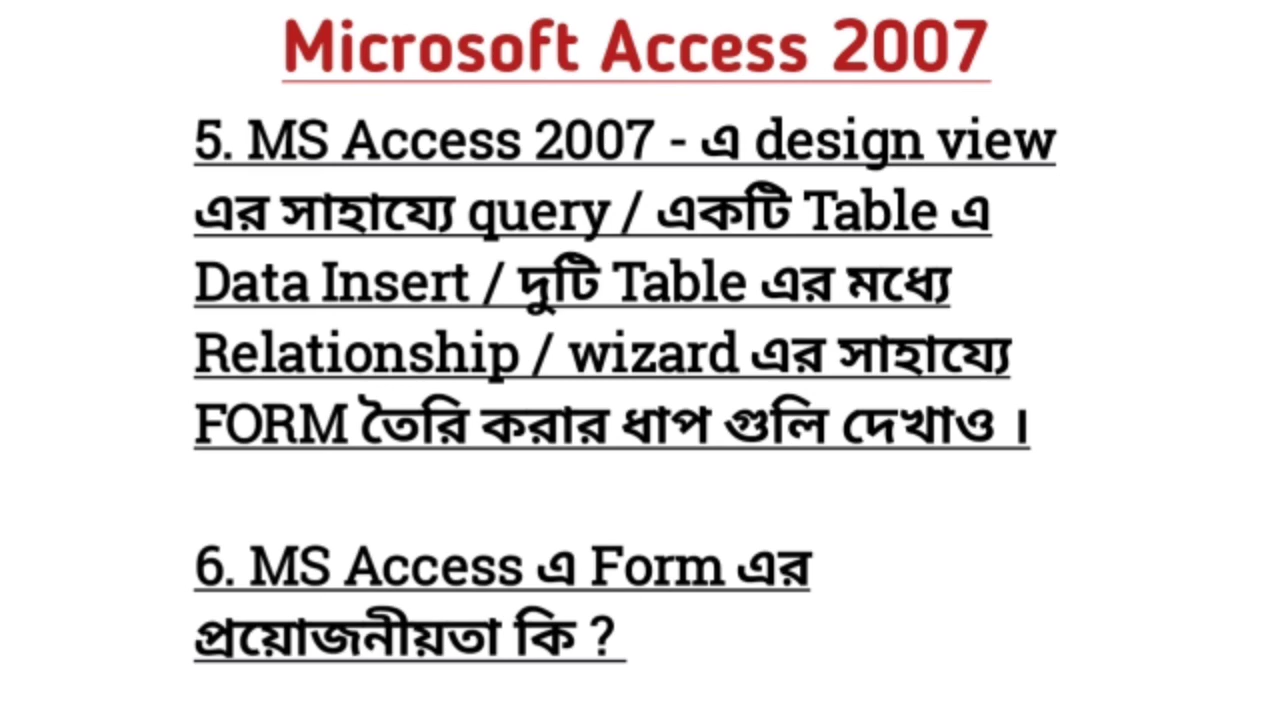 Microsoft Access 2007
5. MS Access 2007 - এ design view
এর সাহায্যে query / একটি Table এ
Data Insert / দুটি Table এর মধ্যে
Relationship / wizard এর সাহায্যে
FORM তৈরি করার ধাপ গুলি দেখাও ।
6. MS Access এ Form এর
প্রয়োজনীয়তা কি ?